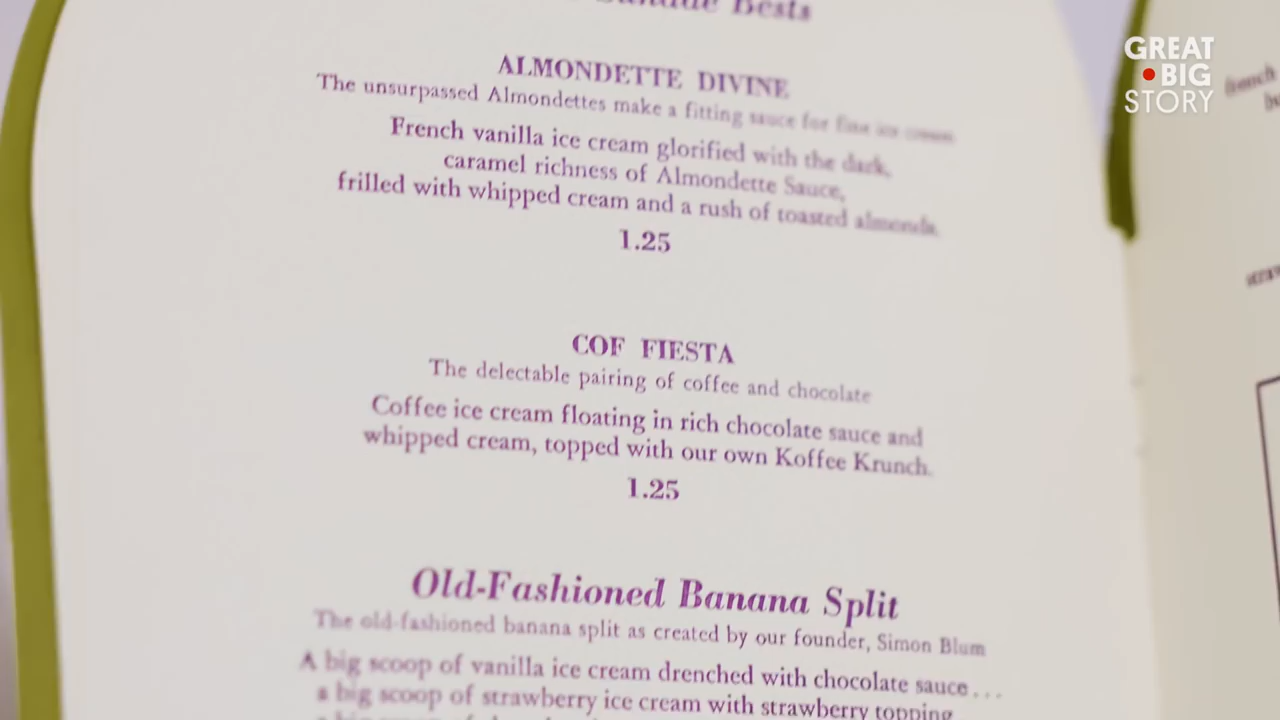 Bests
GREAT
BIG
STORY
ALMONDETTE DIVINE
The unsurpassed Almondettes make a fitting sauce for fine ice cream
French vanilla ice cream glorified with the dark,
caramel richness of Almondette Sauce,
frilled with whipped cream and a rush of toasted almonds.
1.25
COF FIESTA
The delectable pairing of coffee and chocolate
Coffee ice cream floating in rich chocolate sauce and
whipped cream, topped with our own Koffee Krunch.
1.25
Old-Fashioned Banana Split
The old-fashioned banana split as created by our founder, Simon Blum
A big scoop of vanilla ice cream drenched with chocolate sauce...
a big scoop of strawberry ice cream with strawberry topping